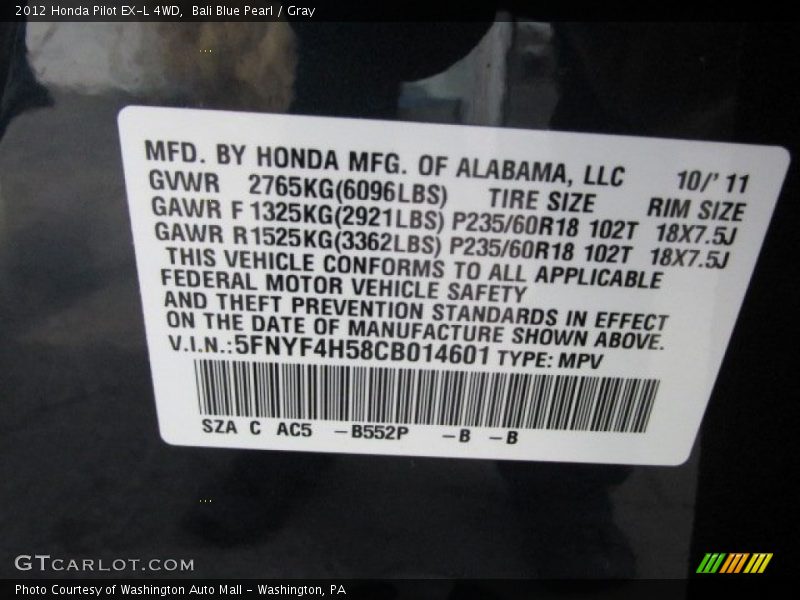 2012 Honda Pilot EX-L 4WD,  Bali Blue Pearl / Gray
MFD. BY HONDA MFG. OF ALABAMA, LLC 10/' 11
GVWR 2765KG(6096LBS) TIRE SIZE RIM SIZE
GAWR F 1325KG(2921LBS) P235/60R18 102T 18X7.5J
GAWR R1525KG(3362LBS) P235/60R18 102T 18X7.5J
THIS VEHICLE CONFORMS TO ALL APPLICABLE
FEDERAL MOTOR VEHICLE SAFETY
AND THEFT PREVENTION STANDARDS IN EFFECT
ON THE DATE OF MANUFACTURE SHOWN ABOVE.
V.I.N.:5FNYF4H58CB014601 TYPE: MPV
SZA C AC5 -B552P -B -B
GTCARLOT.COM
Photo Courtesy of Washington Auto Mall - Washington, PA